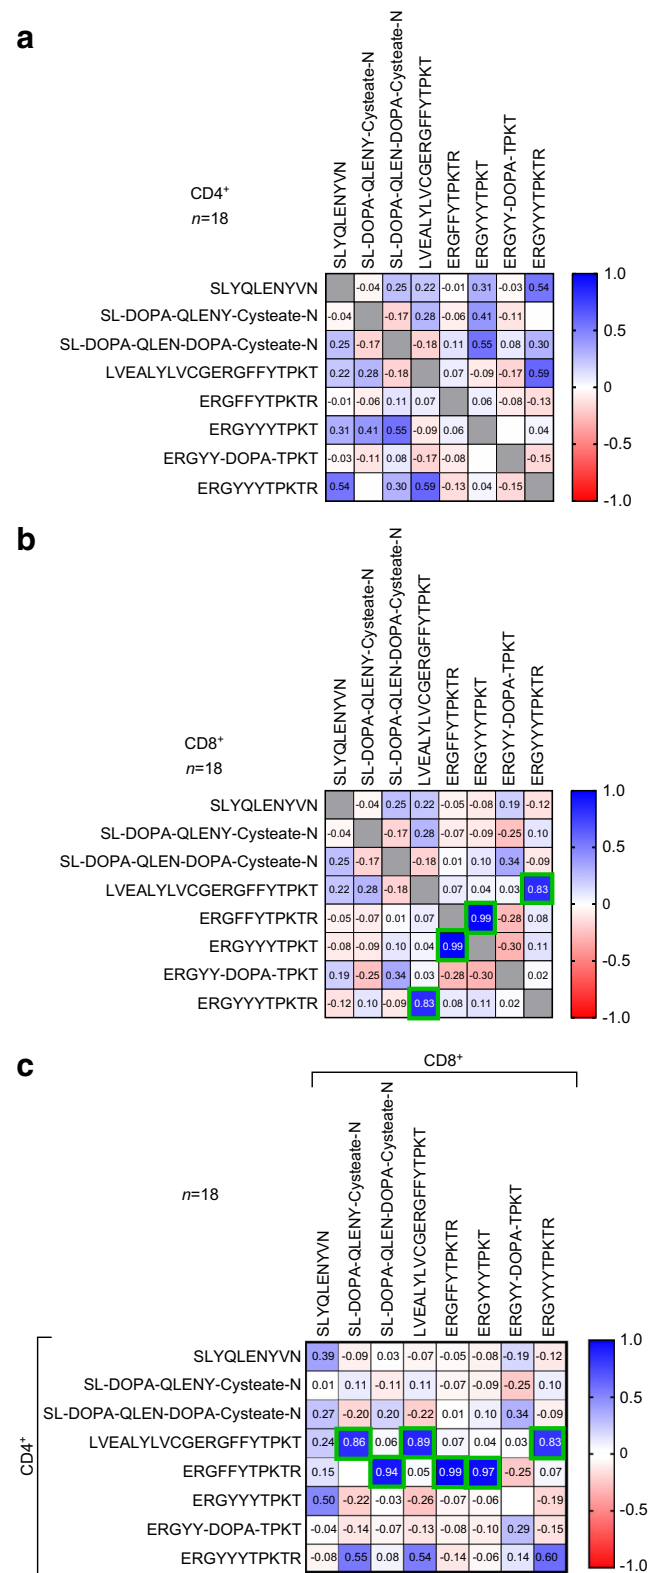 a
CD4+
n=18
SLYQLENYVN
SL-DOPA-QLENY-Cysteate-N
SL-DOPA-QLEN-DOPA-Cysteate-N
LVEALYLVCGERGFFYTPKT
ERGFFYTPKTR
ERGYYYTPKT
ERGYY-DOPA-TPKT
ERGYYYTPKTR
SLYQLENYVN -0.04 0.25 0.22 -0.01 0.31 -0.03 0.54
SL-DOPA-QLENY-Cysteate-N -0.04 -0.17 0.28 -0.06 0.41 -0.11
SL-DOPA-QLEN-DOPA-Cysteate-N 0.25 -0.17 -0.18 0.11 0.55 0.08 0.30
LVEALYLVCGERGFFYTPKT 0.22 0.28 -0.18 0.07 -0.09 -0.17 0.59
ERGFFYTPKTR -0.01 -0.06 0.11 0.07 0.06 -0.08 -0.13
ERGYYYTPKT 0.31 0.41 0.55 -0.09 0.06 0.04
ERGYY-DOPA-TPKT -0.03 -0.11 0.08 -0.17 -0.08 -0.15
ERGYYYTPKTR 0.54 0.30 0.59 -0.13 0.04 -0.15
1.0
0.5
0
-0.5
-1.0
b
CD8+
n=18
SLYQLENYVN
SL-DOPA-QLENY-Cysteate-N
SL-DOPA-QLEN-DOPA-Cysteate-N
LVEALYLVCGERGFFYTPKT
ERGFFYTPKTR
ERGYYYTPKT
ERGYY-DOPA-TPKT
ERGYYYTPKTR
SLYQLENYVN -0.04 0.25 0.22 -0.05 -0.08 0.19 -0.12
SL-DOPA-QLENY-Cysteate-N -0.04 -0.17 0.28 -0.07 -0.09 -0.25 0.10
SL-DOPA-QLEN-DOPA-Cysteate-N 0.25 -0.17 -0.18 0.01 0.10 0.34 -0.09
LVEALYLVCGERGFFYTPKT 0.22 0.28 -0.18 0.07 0.04 0.03 0.83
ERGFFYTPKTR -0.05 -0.07 0.01 0.07 0.99 -0.28 0.08
ERGYYYTPKT -0.08 -0.09 0.10 0.04 0.99 -0.30 0.11
ERGYY-DOPA-TPKT 0.19 -0.25 0.34 0.03 -0.28 -0.30 0.02
ERGYYYTPKTR -0.12 0.10 -0.09 0.83 0.08 0.11 0.02
1.0
0.5
0
-0.5
-1.0
c
CD8+
n=18
SLYQLENYVN
SL-DOPA-QLENY-Cysteate-N
SL-DOPA-QLEN-DOPA-Cysteate-N
LVEALYLVCGERGFFYTPKT
ERGFFYTPKTR
ERGYYYTPKT
ERGYY-DOPA-TPKT
ERGYYYTPKTR
CD4+
SLYQLENYVN 0.39 -0.09 0.03 -0.07 -0.05 -0.08 -0.19 -0.12
SL-DOPA-QLENY-Cysteate-N 0.01 0.11 -0.11 0.11 -0.07 -0.09 -0.25 0.10
SL-DOPA-QLEN-DOPA-Cysteate-N 0.27 -0.20 0.20 -0.22 0.01 0.10 0.34 -0.09
LVEALYLVCGERGFFYTPKT 0.24 0.86 0.06 0.89 0.07 0.04 0.03 0.83
ERGFFYTPKTR 0.15 0.94 0.05 0.99 0.97 -0.25 0.07
ERGYYYTPKT 0.50 -0.22 -0.03 -0.26 -0.07 -0.06 -0.19
ERGYY-DOPA-TPKT -0.04 -0.14 -0.07 -0.13 -0.08 -0.10 0.29 -0.15
ERGYYYTPKTR -0.08 0.55 0.08 0.54 -0.14 -0.06 0.14 0.60
1.0
0.5
0
-0.5
-1.0